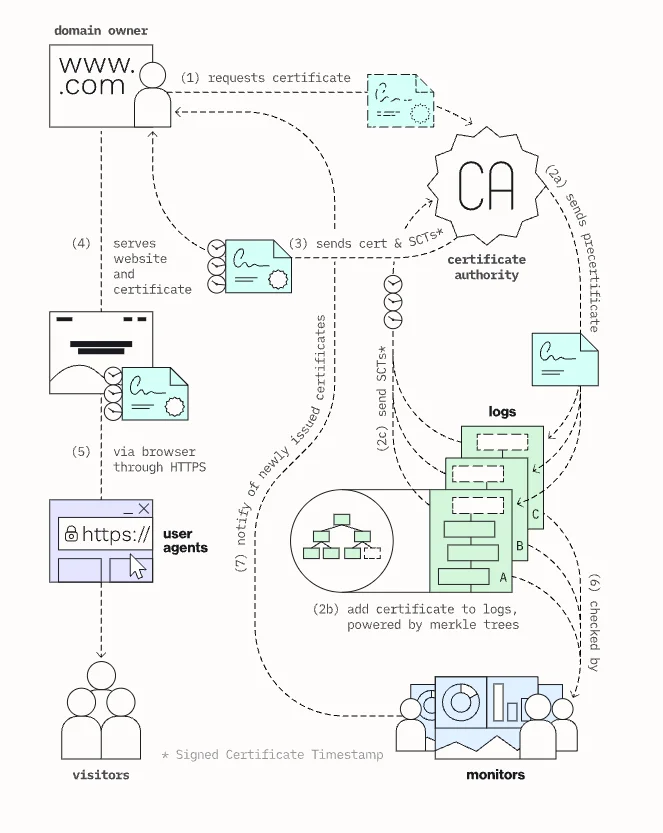 domain owner
www.
.com
(1) requests certificate
CA
certificate
authority
(2a) sends precertificate
(3) sends cert & SCTs*
(4) serves
website
and
certificate
(2c) send SCTs*
logs
C
B
A
(5) via browser
through HTTPS
https://
user
agents
(7) notify of newly issued certificates
(2b) add certificate to logs,
powered by merkle trees
(6) checked by
visitors
* Signed Certificate Timestamp
monitors